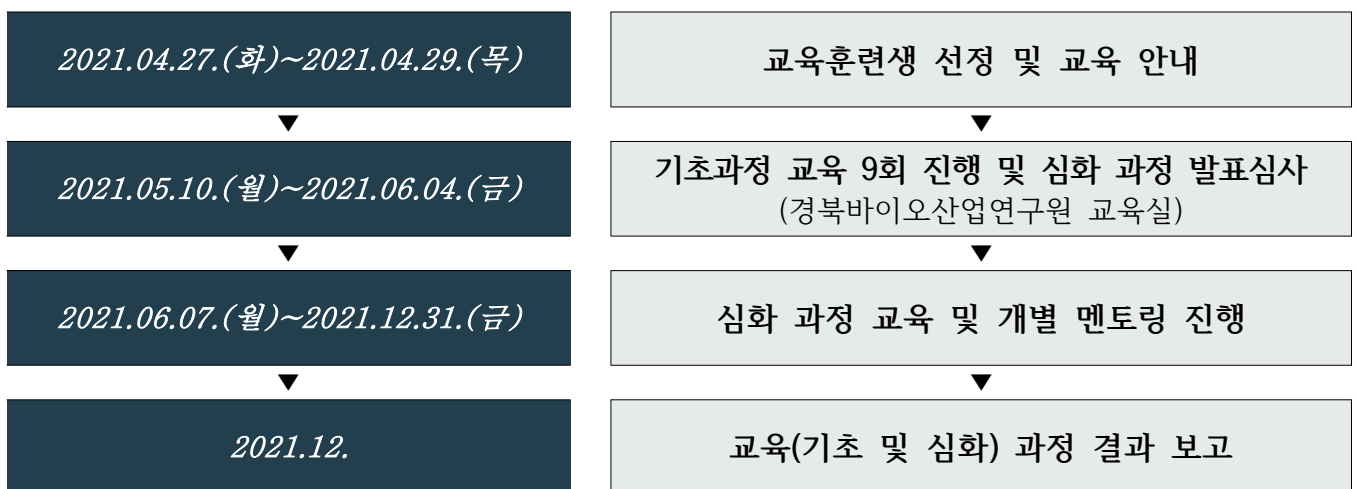 2021.04.27.(화)~2021.04.29.(목)
교육훈련생 선정 및 교육 안내
▼
▼
2021.05.10.(월)~2021.06.04.(금)
기초과정 교육 9회 진행 및 심화 과정 발표심사
(경북바이오산업연구원 교육실)
▼
▼
2021.06.07.(월)~2021.12.31.(금)
심화 과정 교육 및 개별 멘토링 진행
▼
▼
2021.12.
교육(기초 및 심화) 과정 결과 보고